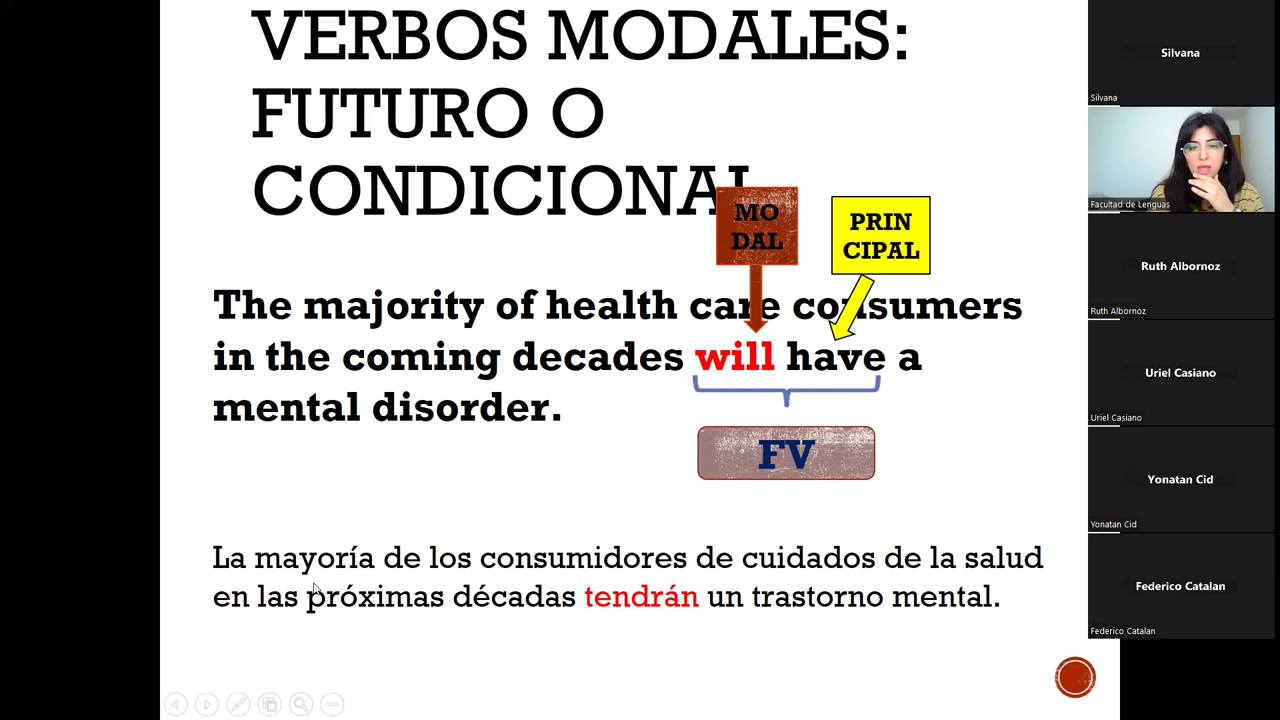 VERBOS MODALES:
FUTURO O
CONDICIONAL
MO
DAL
PRIN
CIPAL
The majority of health care consumers
in the coming decades will have a
mental disorder.
FV
La mayoría de los consumidores de cuidados de la salud
en las próximas décadas tendrán un trastorno mental.
Silvana
Silvana
Facultad de Lenguas
Ruth Albornoz
Ruth Albornoz
Uriel Casiano
Uriel Casiano
Yonatan Cid
Yonatan Cid
Federico Catalan
Federico Catalan